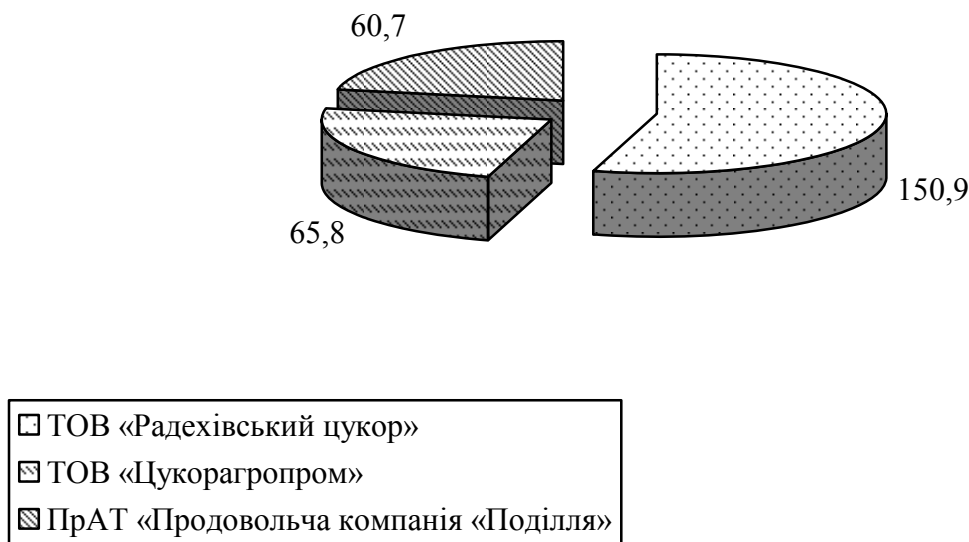 60,7
150,9
65,8
ТОВ «Радехівський цукор»
ТОВ «Цукорагропром»
ПрАТ «Продовольча компанія «Поділля»